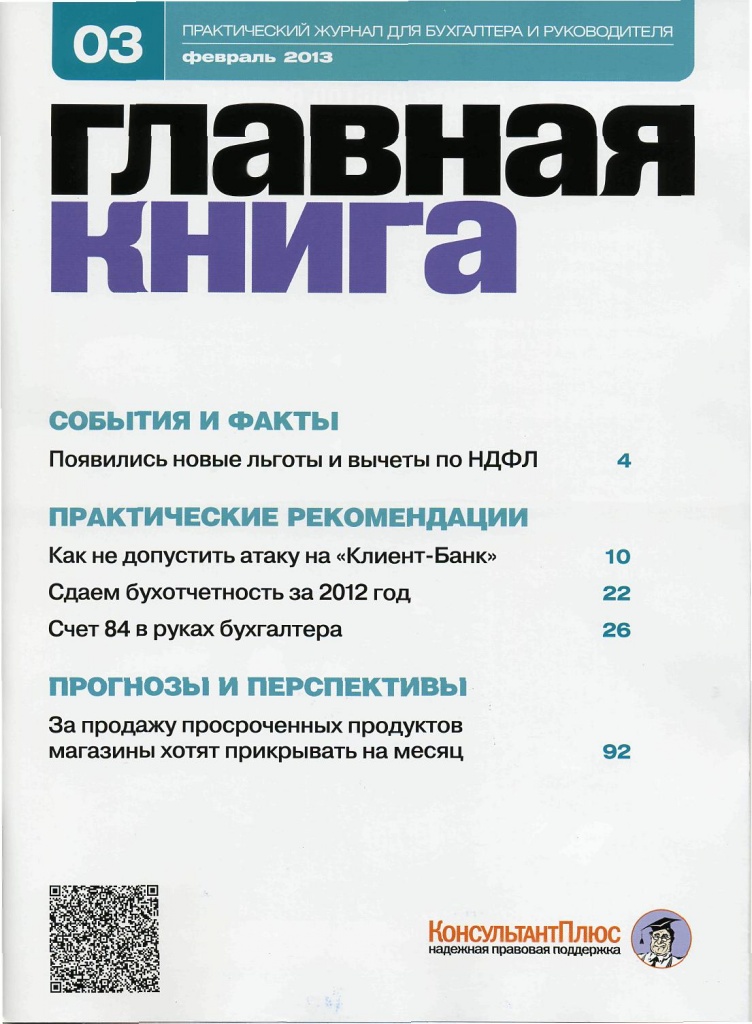 03
ПРАКТИЧЕСКИЙ ЖУРНАЛ ДЛЯ БУХГАЛТЕРА И РУКОВОДИТЕЛЯ
февраль 2013
главная
книга
СОБЫТИЯ И ФАКТЫ
Появились новые льготы и вычеты по НДФЛ 4
ПРАКТИЧЕСКИЕ РЕКОМЕНДАЦИИ
Как не допустить атаку на «Клиент-Банк» 10
Сдаем бухотчетность за 2012 год 22
Счет 84 в руках бухгалтера 26
ПРОГНОЗЫ И ПЕРСПЕКТИВЫ
За продажу просроченных продуктов
магазины хотят прикрывать на месяц 92
КонсультантПлюс
надежная правовая поддержка